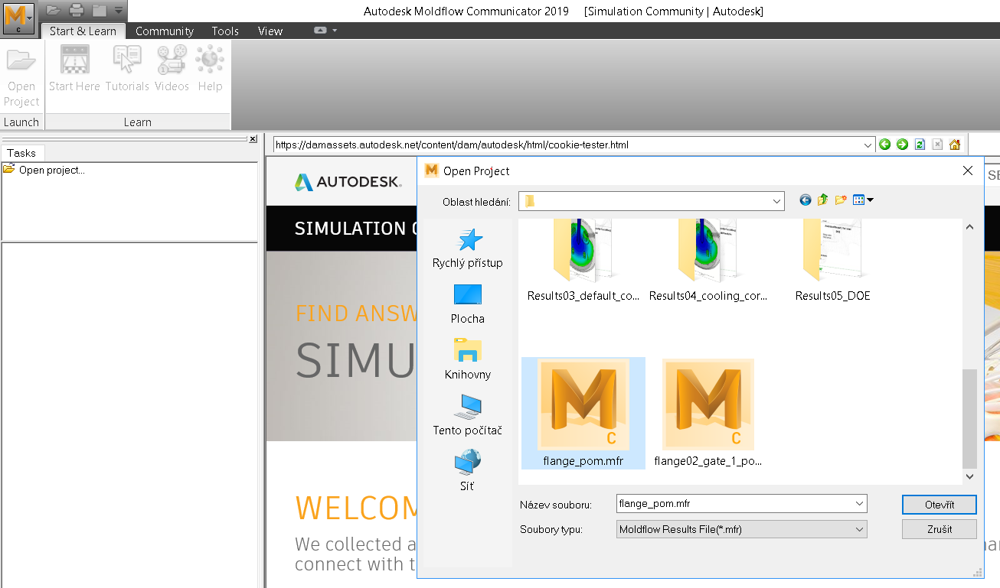 Autodesk Moldflow Communicator 2019 [Simulation Community | Autodesk]
Start & Learn Community Tools View
Open Project
Start Here Tutorials Videos Help
Launch Learn
Tasks
Open project...
https://damassets.autodesk.net/content/dam/autodesk/html/cookie-tester.html
AUTODESK.
SE
SIMULATION C
FIND ANSW
SIMU
WELCOM
We collected a
connect with t
Open Project
Oblast hledání:
Rychlý přístup
Plocha
Knihovny
Tento počítač
Síť
Results03_default_co... Results04_cooling_cor... Results05_DOE
flange_pom.mfr flange02_gate_1_po...
Název souboru: flange_pom.mfr Otevřít
Soubory typu: Moldflow Results File(*.mfr) Zrušit